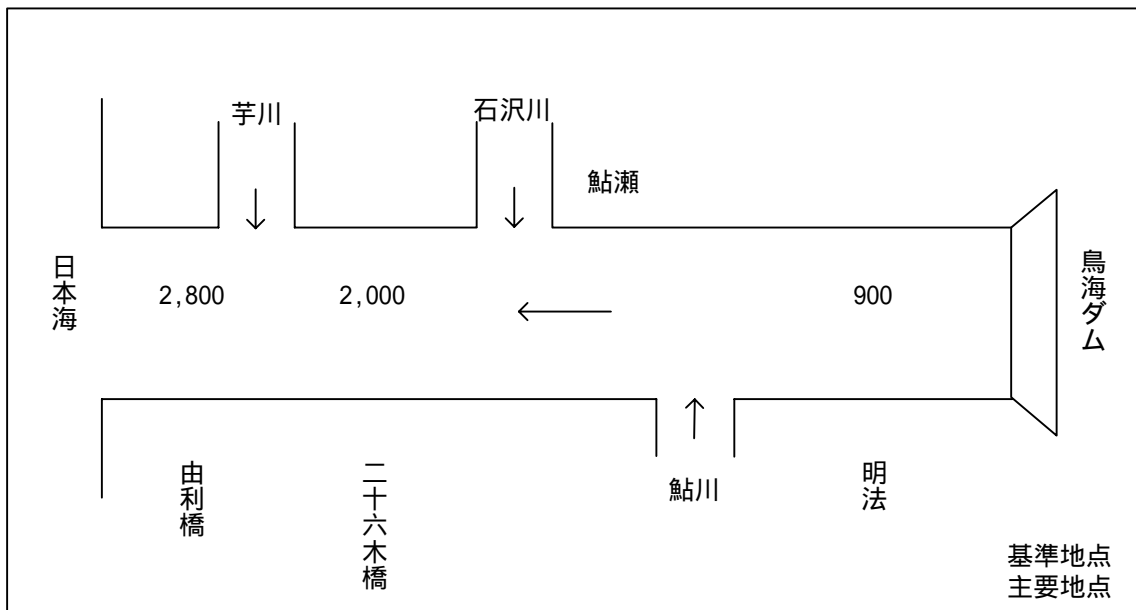 芋川
石沢川
鮎瀬
日本海
2,800
2,000
900
鳥海ダム
由利橋
二十六木橋
鮎川
明法
基準地点
主要地点